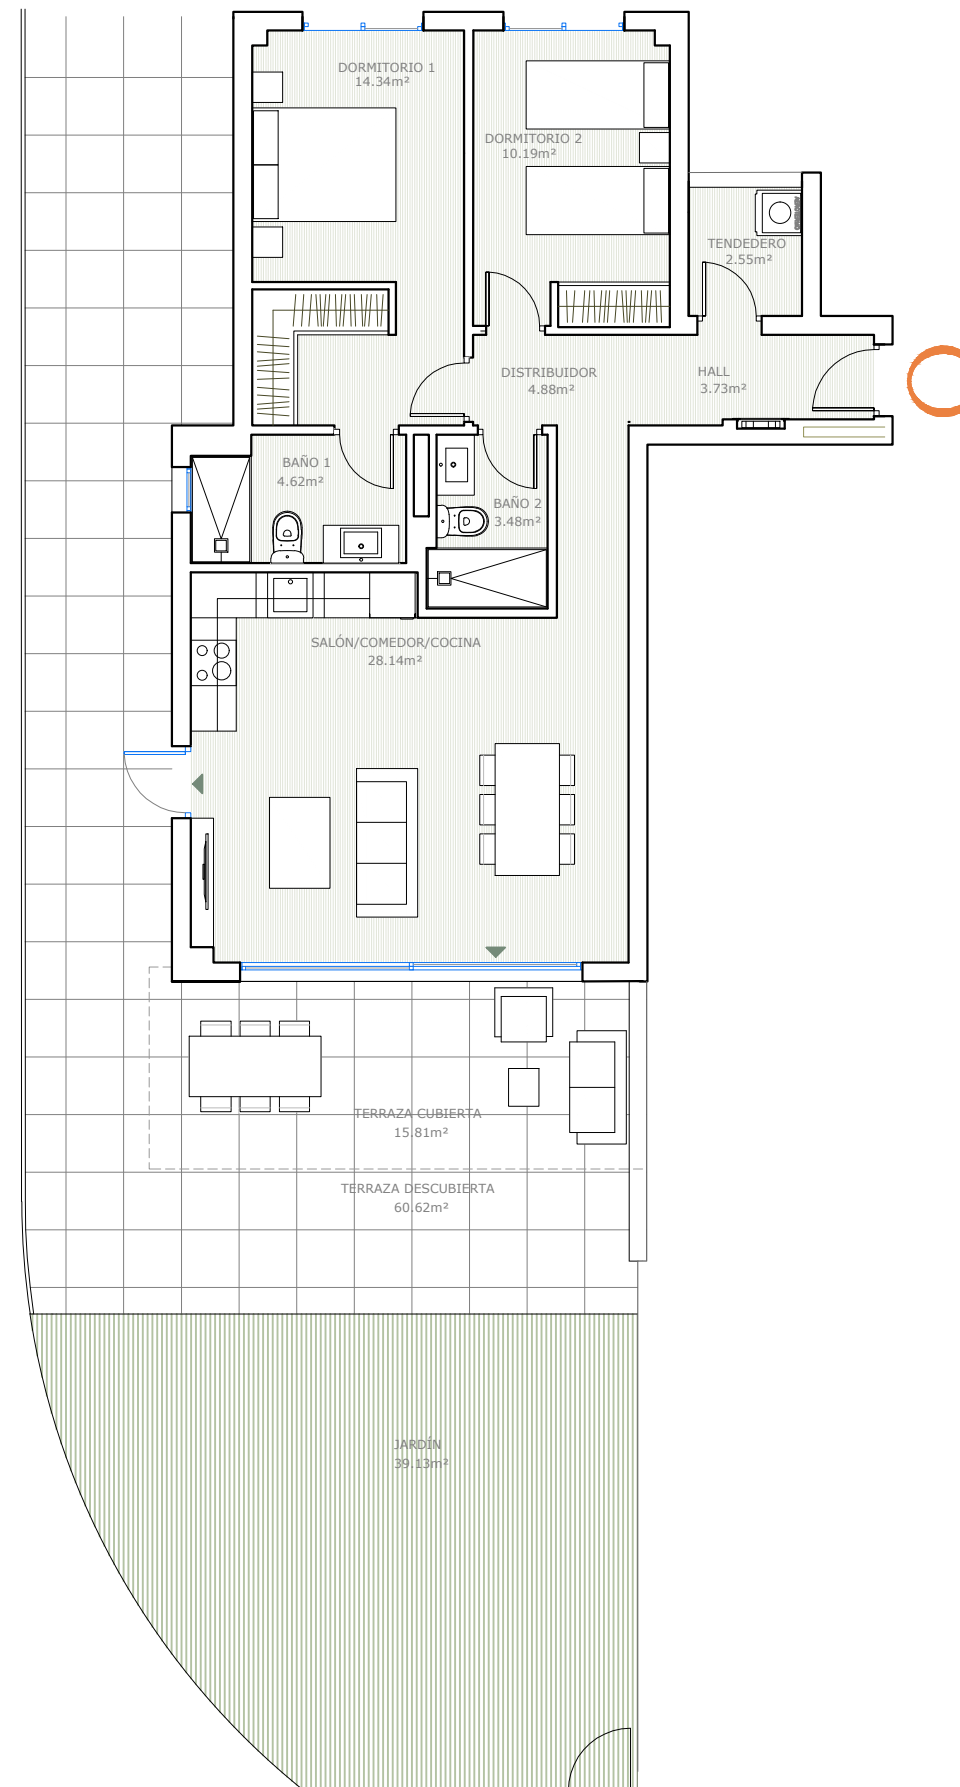 DORMITORIO 1
14.34m²
DORMITORIO 2
10.19m²
TENDEDERO
2.55m²
DISTRIBUIDOR
4.88m²
HALL
3.73m²
BAÑO 1
4.62m²
BAÑO 2
3.48m²
SALÓN/COMEDOR/COCINA
28.14m²
TERRAZA CUBIERTA
15.81m²
TERRAZA DESCUBIERTA
60.62m²
JARDÍN
39.13m²